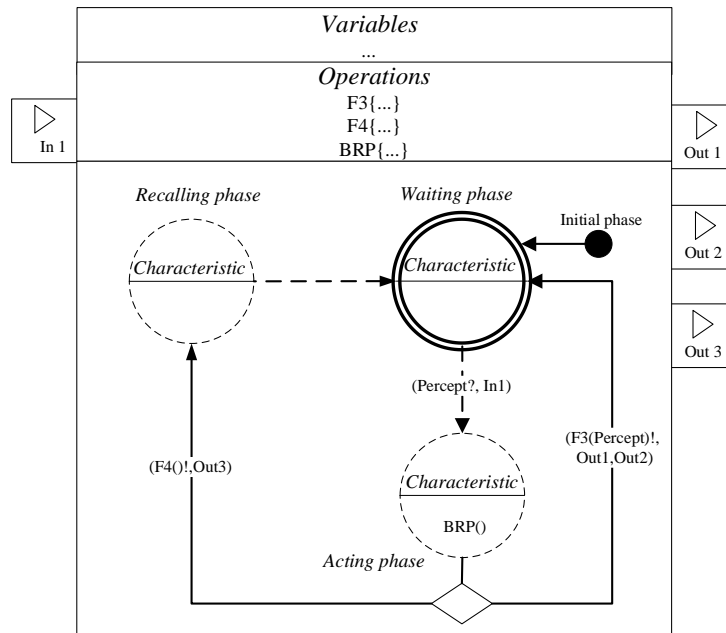 Variables
...
Operations
F3{...}
F4{...}
BRP{...}
In 1
Out 1
Out 2
Out 3
Recalling phase
Waiting phase
Initial phase
Characteristic
Characteristic
(Percept?, In1)
(F4()!,Out3)
(F3(Percept)!,
Out1,Out2)
Characteristic
BRP()
Acting phase